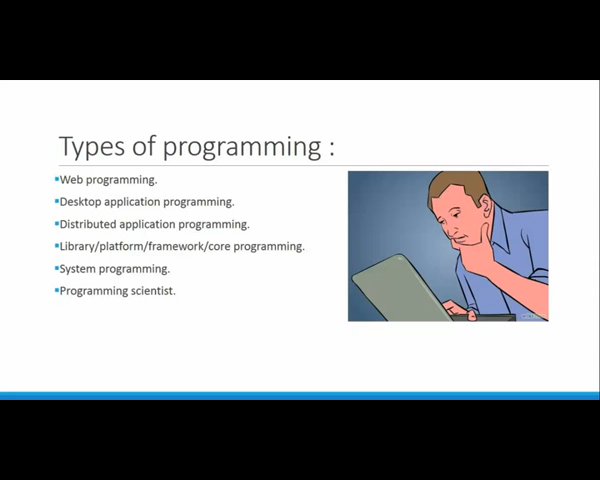 Types of programming :
▪Web programming.
▪Desktop application programming.
▪Distributed application programming.
▪Library/platform/framework/core programming.
▪System programming.
▪Programming scientist.